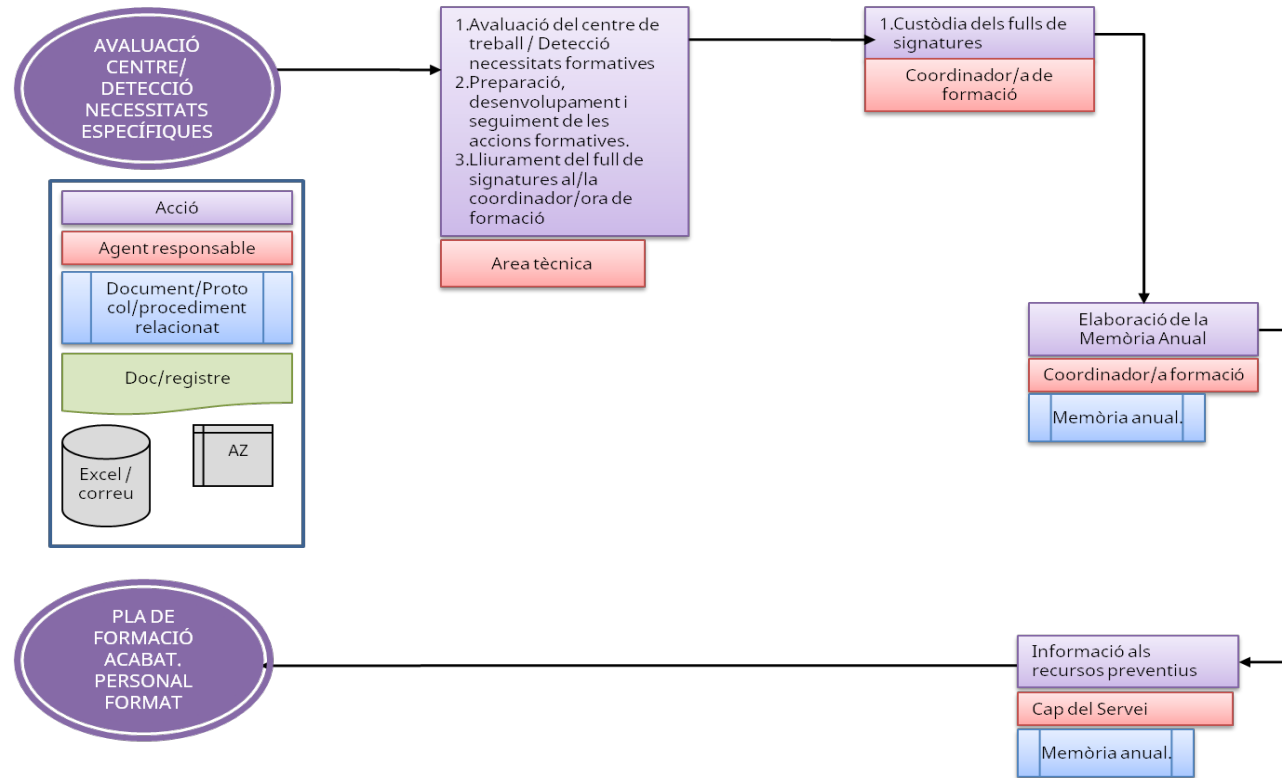 AVALUACIÓ
CENTRE/
DETECCIÓ
NECESSITATS
ESPECÍFIQUES
1.Avaluació del centre de
treball / Detecció
necessitats formatives
2.Preparació,
desenvolupament i
seguiment de les
accions formatives.
3.Lliurament del full de
signatures al/la
coordinador/ora de
formació
Area tècnica
1.Custòdia dels fulls de
signatures
Coordinador/a de
formació
Acció
Agent responsable
Document/Proto
col/procediment
relacionat
Doc/registre
Excel /
correu
AZ
Elaboració de la
Memòria Anual
Coordinador/a formació
Memòria anual.
PLA DE
FORMACIÓ
ACABAT.
PERSONAL
FORMAT
Informació als
recursos preventius
Cap del Servei
Memòria anual.